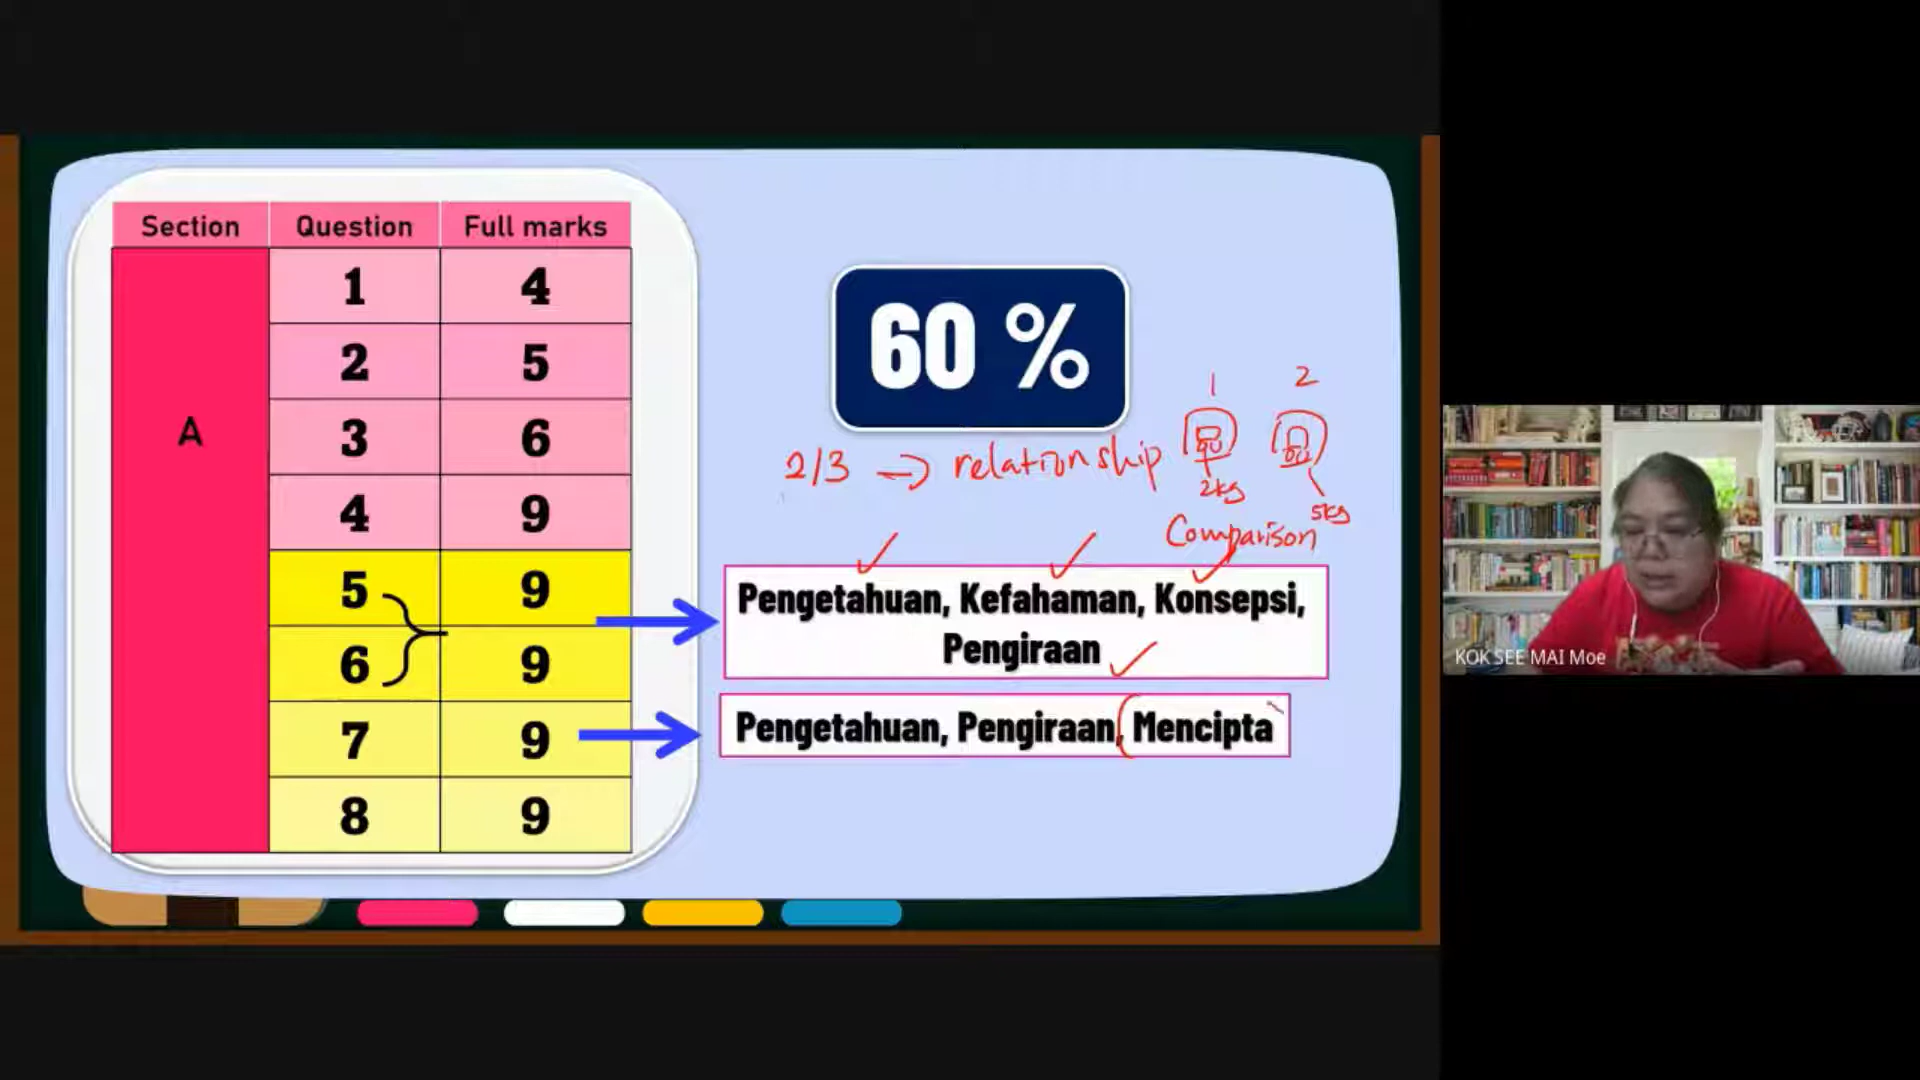 Section Question Full marks
A
1 4
2 5
3 6
4 9
5 9
6 9
7 9
8 9
60 %
1 2
2/3 → relationship
2kg
5kg
Comparison
Pengetahuan, Kefahaman, Konsepsi,
Pengiraan
Pengetahuan, Pengiraan, Mencipta
KOK SEE MAI Moe